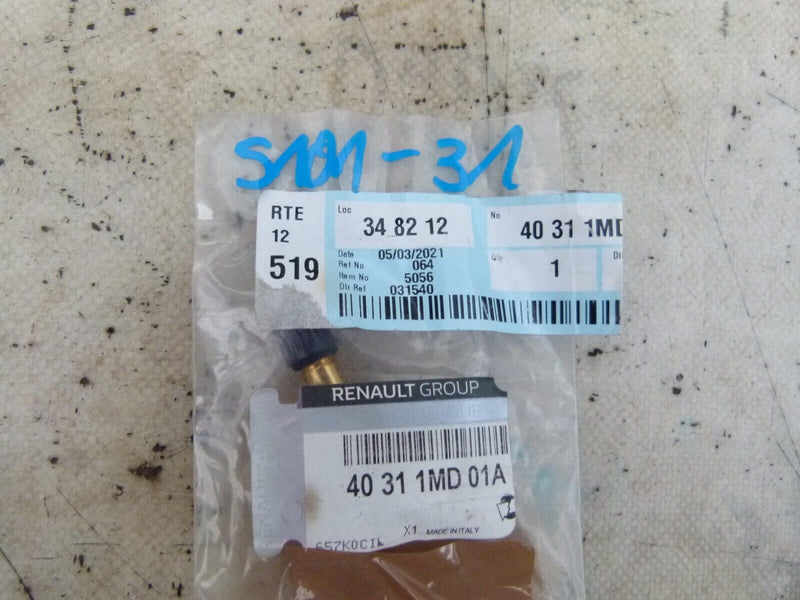 S101-31
RTE
12
519
Loc
34 82 12
No
40 31 1MD
Date 05/03/2021
Ref No 064
Item No 5056
Dlr Ref 031540
Qty
1
RENAULT GROUP
40 31 1MD 01A
X1 MADE IN ITALY